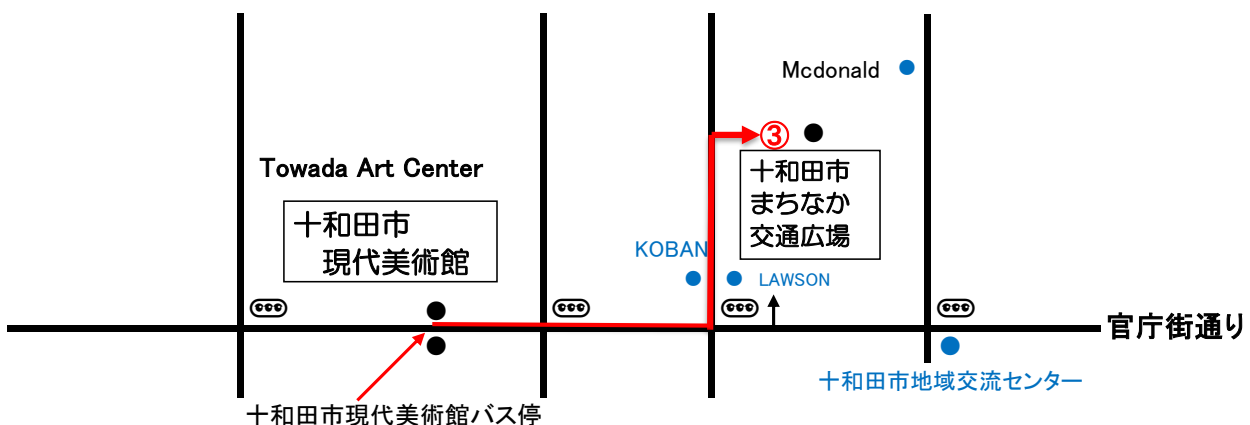 Mcdonald
③
Towada Art Center
十和田市
現代美術館
十和田市
まちなか
交通広場
KOBAN
LAWSON
官庁街通り
十和田市地域交流センター
十和田市現代美術館バス停